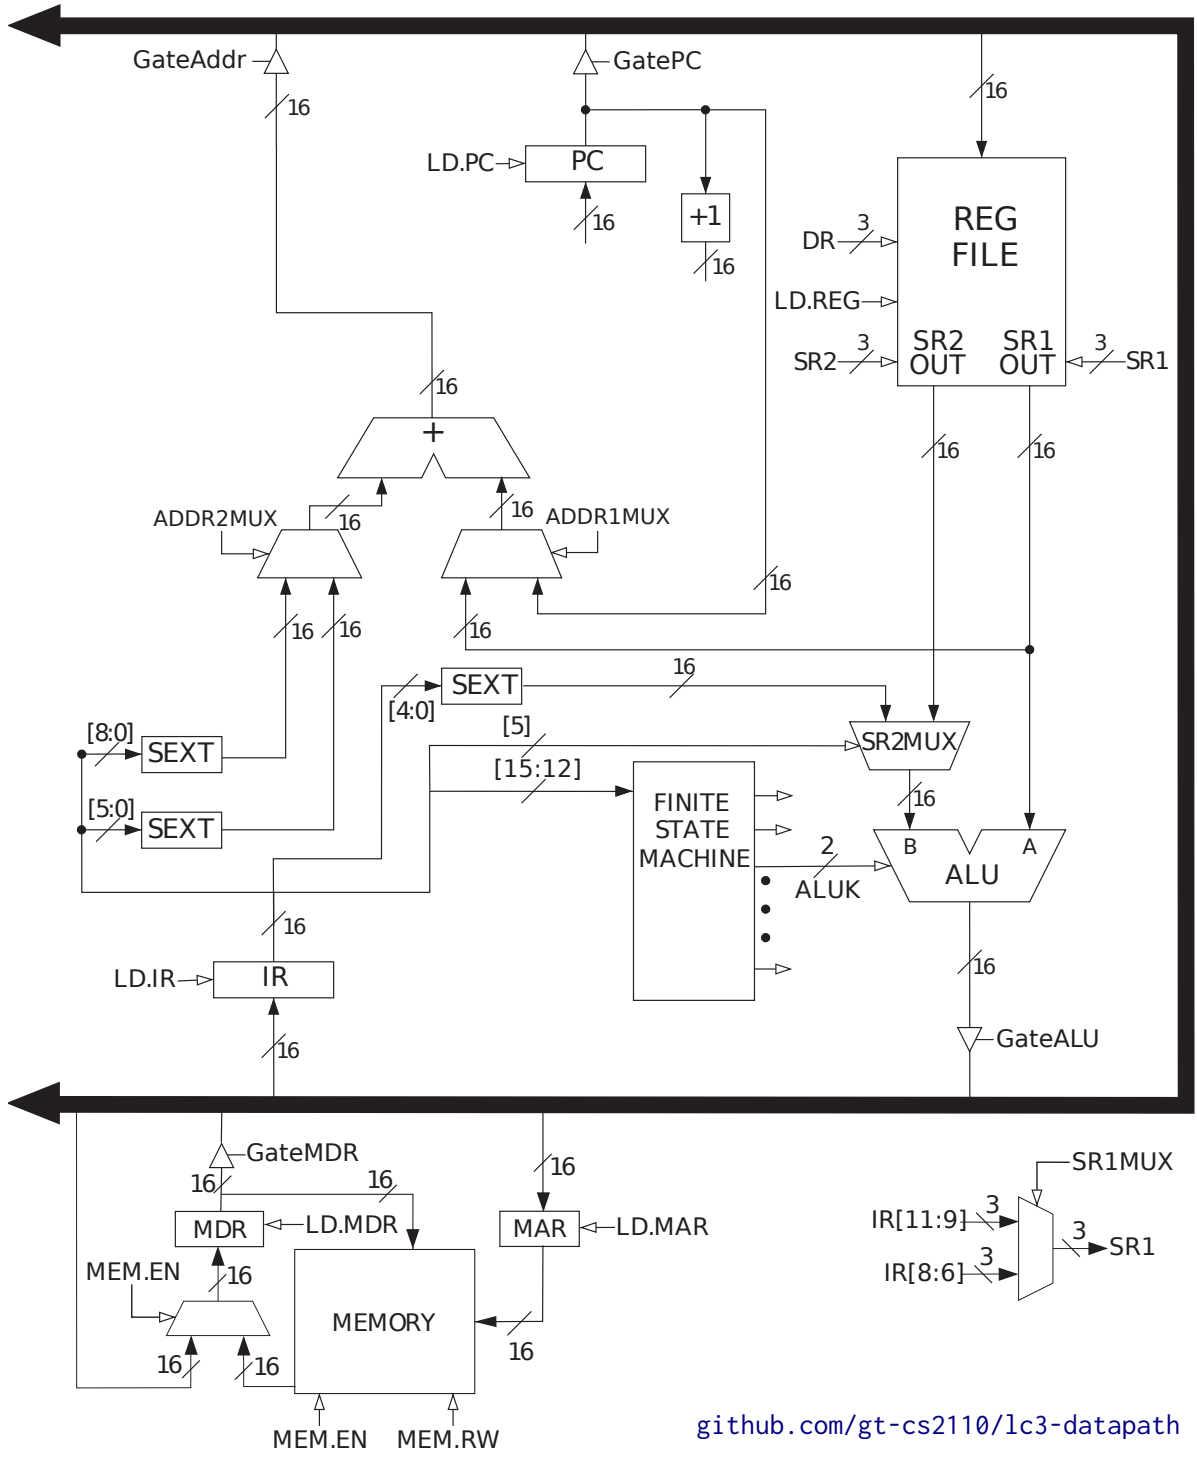 GateAddr
GatePC
16
16
LD.PC
PC
16
+1
16
REG
FILE
DR
3
LD.REG
SR2
3
SR2
OUT
SR1
OUT
3
SR1
16
16
16
+
ADDR2MUX
16
16
ADDR1MUX
16
16
16
16
[8:0]
SEXT
[5:0]
SEXT
[4:0]
SEXT
16
[5]
[15:12]
SR2MUX
16
FINITE
STATE
MACHINE
2
ALUK
B
A
ALU
16
LD.IR
IR
16
16
GateALU
GateMDR
16
16
MDR
LD.MDR
16
MAR
LD.MAR
MEM.EN
16
16
16
MEMORY
16
MEM.EN
MEM.RW
SR1MUX
IR[11:9]
3
IR[8:6]
3
3
SR1
github.com/gt-cs2110/lc3-datapath